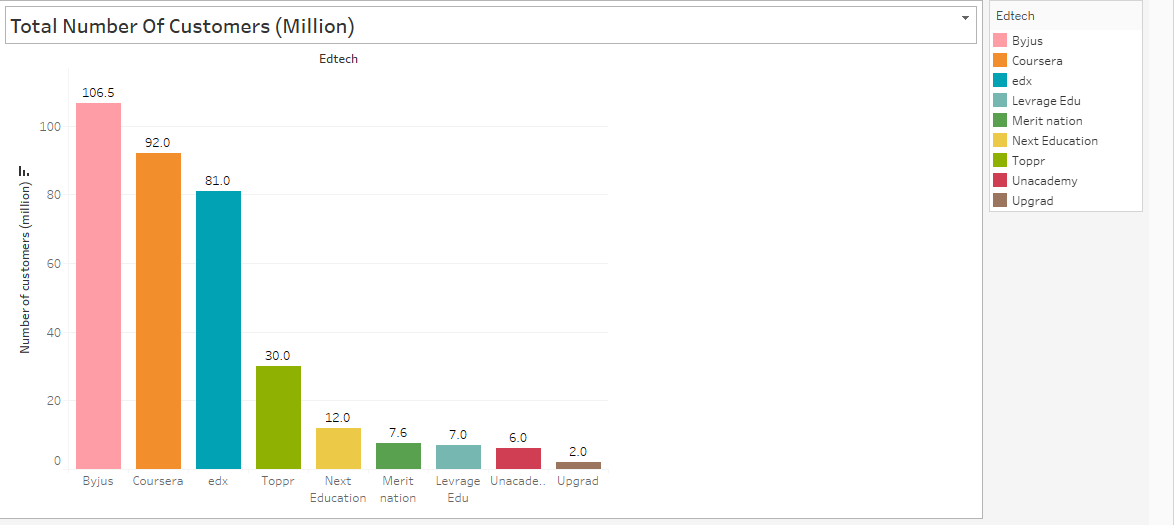 Total Number Of Customers (Million)
Edtech
Number of customers (million)
100
80
60
40
20
0
106.5
92.0
81.0
30.0
12.0
7.6
7.0
6.0
2.0
Byjus
Coursera
edx
Toppr
Next
Education
Merit
nation
Levrage
Edu
Unacade..
Upgrad
Edtech
Byjus
Coursera
edx
Levrage Edu
Merit nation
Next Education
Toppr
Unacademy
Upgrad